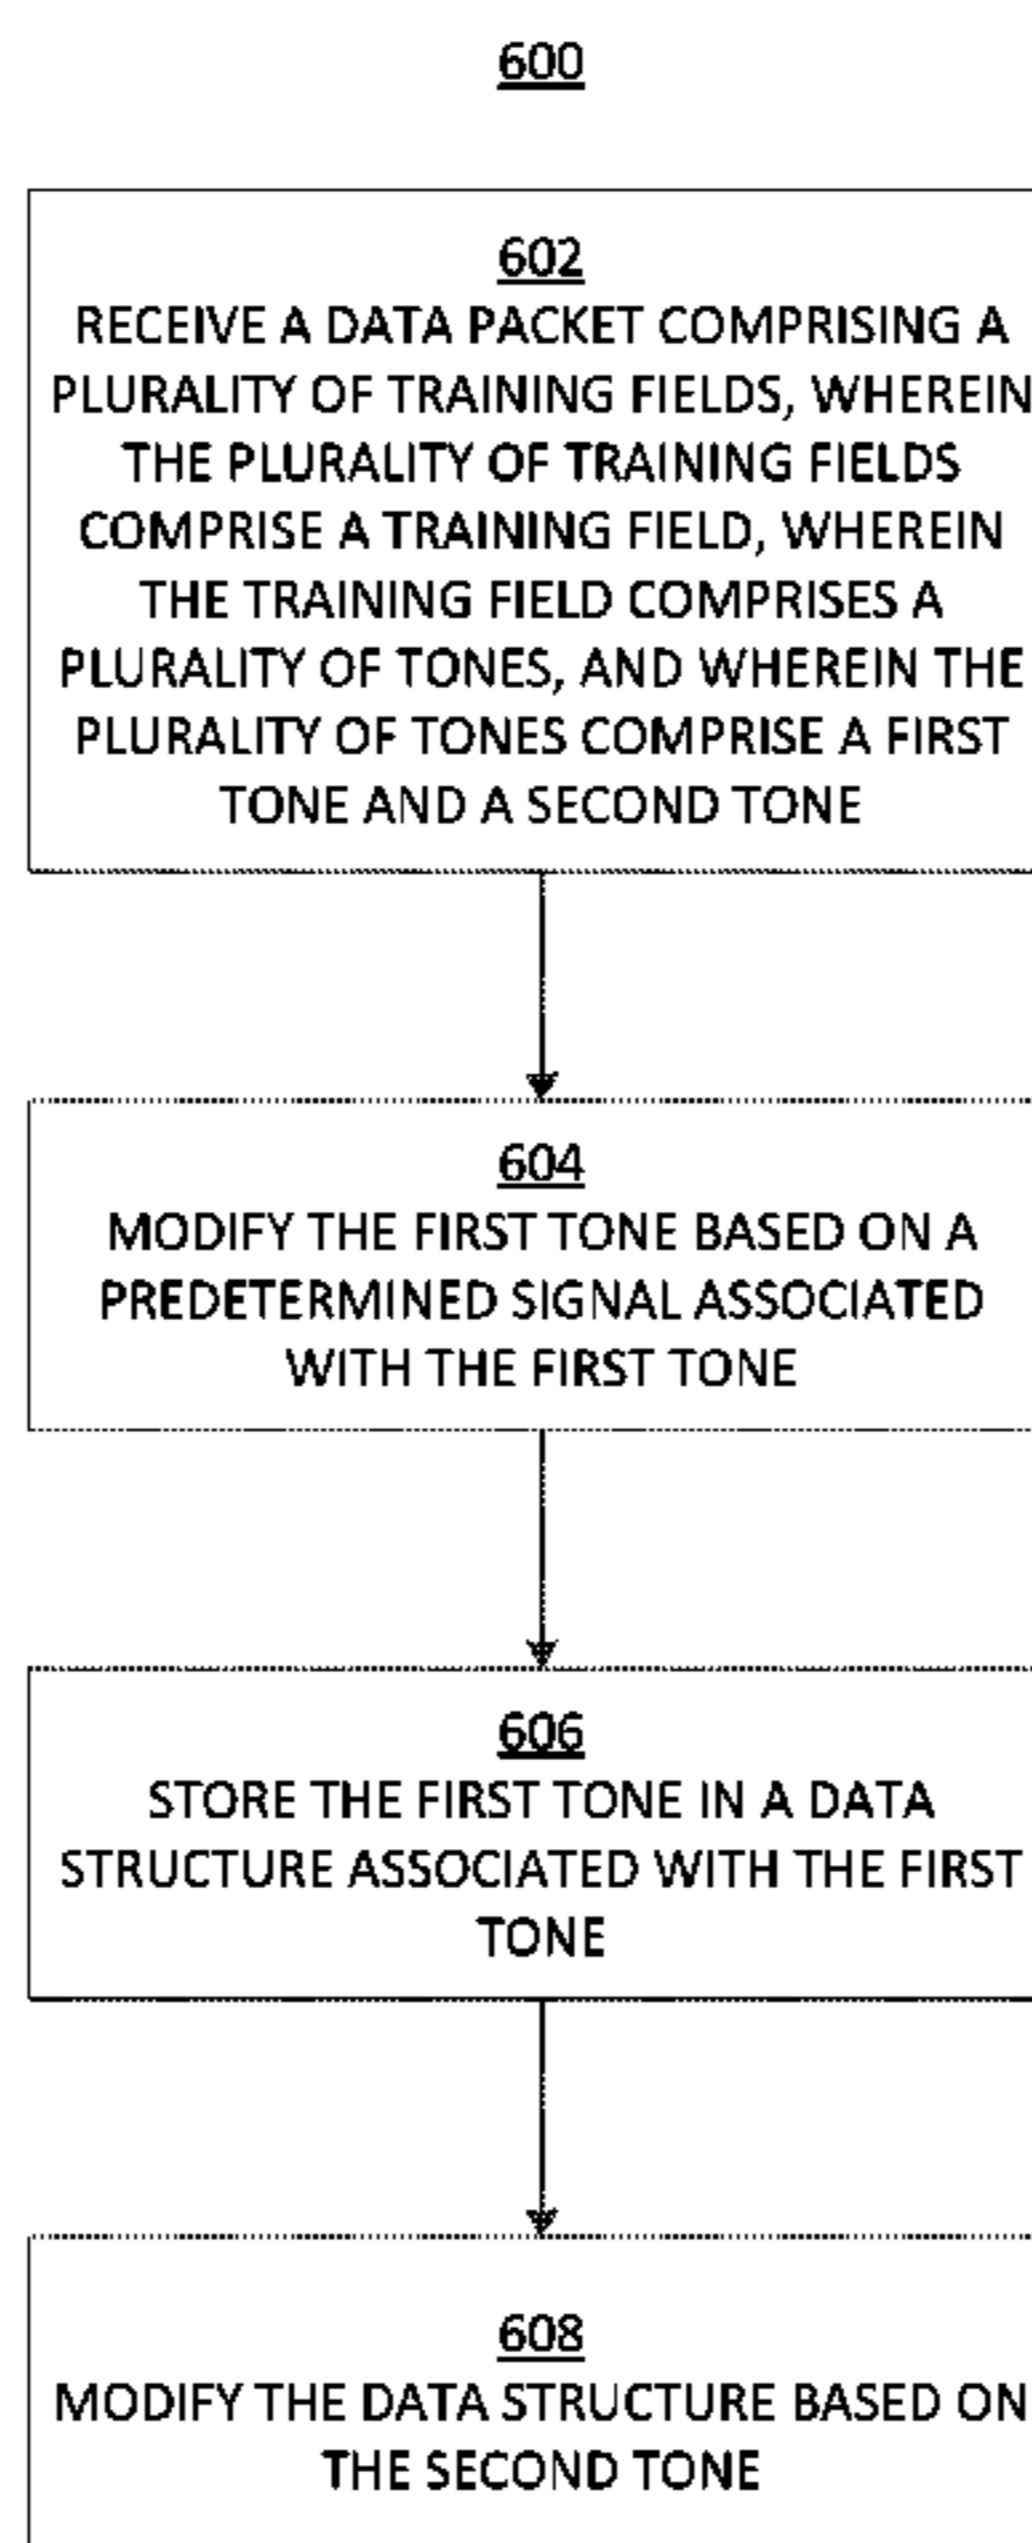 600
602
RECEIVE A DATA PACKET COMPRISING A
PLURALITY OF TRAINING FIELDS, WHEREIN
THE PLURALITY OF TRAINING FIELDS
COMPRISE A TRAINING FIELD, WHEREIN
THE TRAINING FIELD COMPRISES A
PLURALITY OF TONES, AND WHEREIN THE
PLURALITY OF TONES COMPRISE A FIRST
TONE AND A SECOND TONE
604
MODIFY THE FIRST TONE BASED ON A
PREDETERMINED SIGNAL ASSOCIATED
WITH THE FIRST TONE
606
STORE THE FIRST TONE IN A DATA
STRUCTURE ASSOCIATED WITH THE FIRST
TONE
608
MODIFY THE DATA STRUCTURE BASED ON
THE SECOND TONE